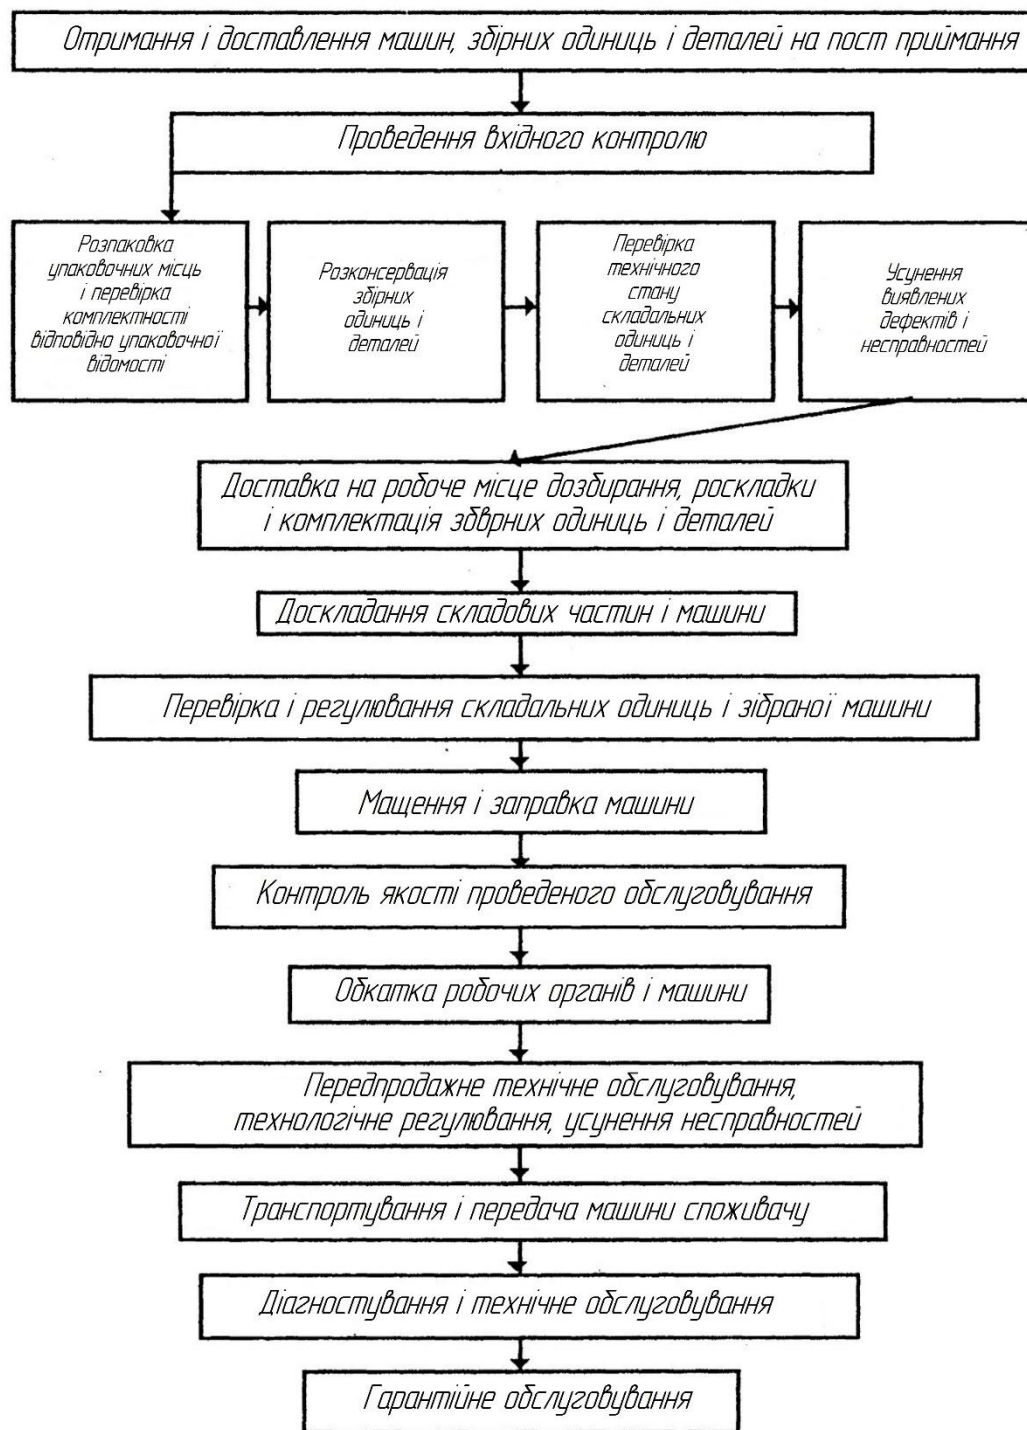 Отримання і доставлення машин, збірних одиниць і деталей на пост приймання
Проведення вхідного контролю
Розпаковка
упаковочних місць
і перевірка
комплектності
відповідно упаковочної
відомості
Розконсервація
збірних
одиниць і
деталей
Перевірка
технічного
стану
складальних
одиниць і
деталей
Усунення
виявлених
дефектів і
несправностей
Доставка на робоче місце дозбирання, роскладки
і комплектація збврних одиниць і деталей
Доскладання складових частин і машини
Перевірка і регулювання складальних одиниць і зібраної машини
Мащення і заправка машини
Контроль якості проведеного обслуговування
Обкатка робочих органів і машини
Передпродажне технічне обслуговування,
технологічне регулювання, усунення несправностей
Транспортування і передача машини споживачу
Діагностування і технічне обслуговування
Гарантійне обслуговування